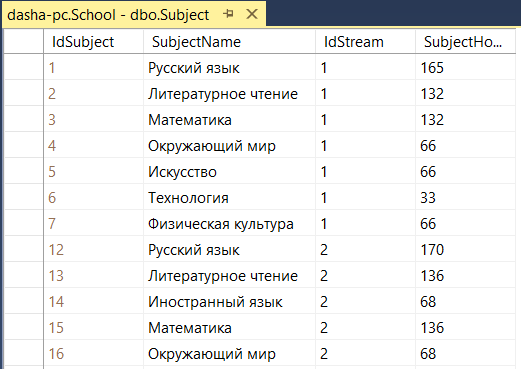 dasha-pc.School - dbo.Subject
IdSubject SubjectName IdStream SubjectHo...
1 Русский язык 1 165
2 Литературное чтение 1 132
3 Математика 1 132
4 Окружающий мир 1 66
5 Искусство 1 66
6 Технология 1 33
7 Физическая культура 1 66
12 Русский язык 2 170
13 Литературное чтение 2 136
14 Иностранный язык 2 68
15 Математика 2 136
16 Окружающий мир 2 68